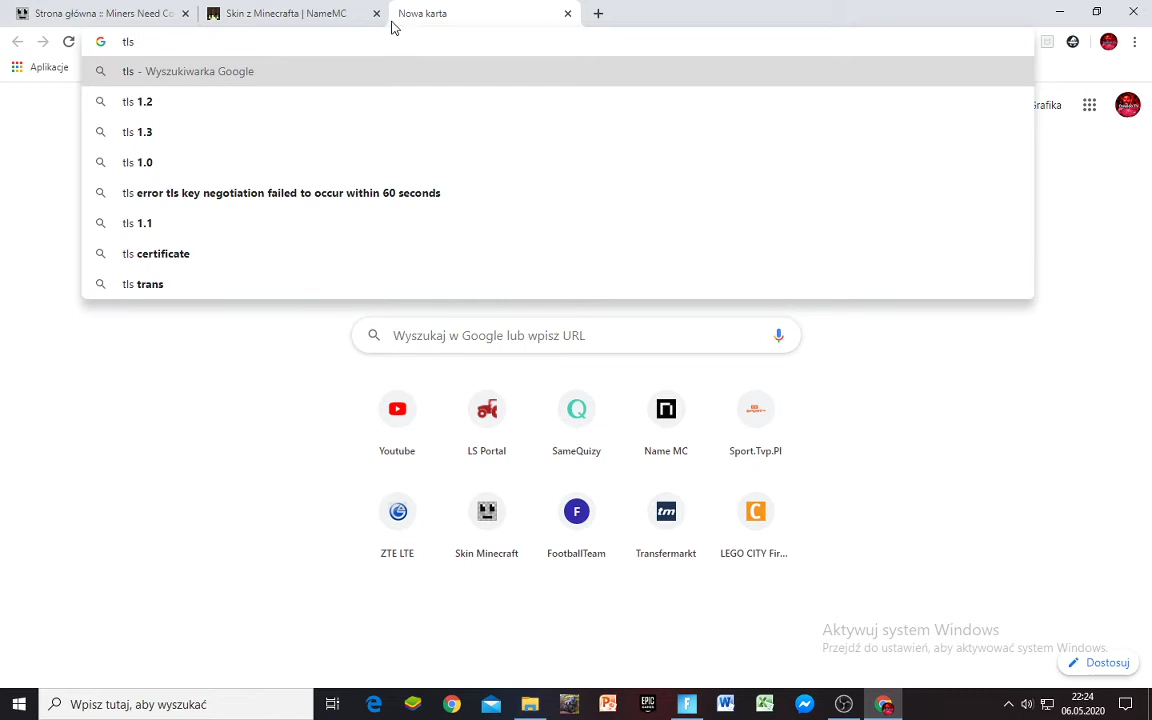 Strona główna :: Miners Need Co
Skin z Minecrafta | NameMC
Nowa karta
tls
Aplikacje
tls - Wyszukiwarka Google
tls 1.2
tls 1.3
tls 1.0
tls error tls key negotiation failed to occur within 60 seconds
tls 1.1
tls certificate
tls trans
Grafika
Wyszukaj w Google lub wpisz URL
Youtube
LS Portal
SameQuizy
Name MC
Sport.Tvp.Pl
ZTE LTE
Skin Minecraft
FootballTeam
Transfermarkt
LEGO CITY Fir...
Aktywuj system Windows
Przejdź do ustawień, aby aktywować system Windows.
Dostosuj
Wpisz tutaj, aby wyszukać
22:24
06.05.2020